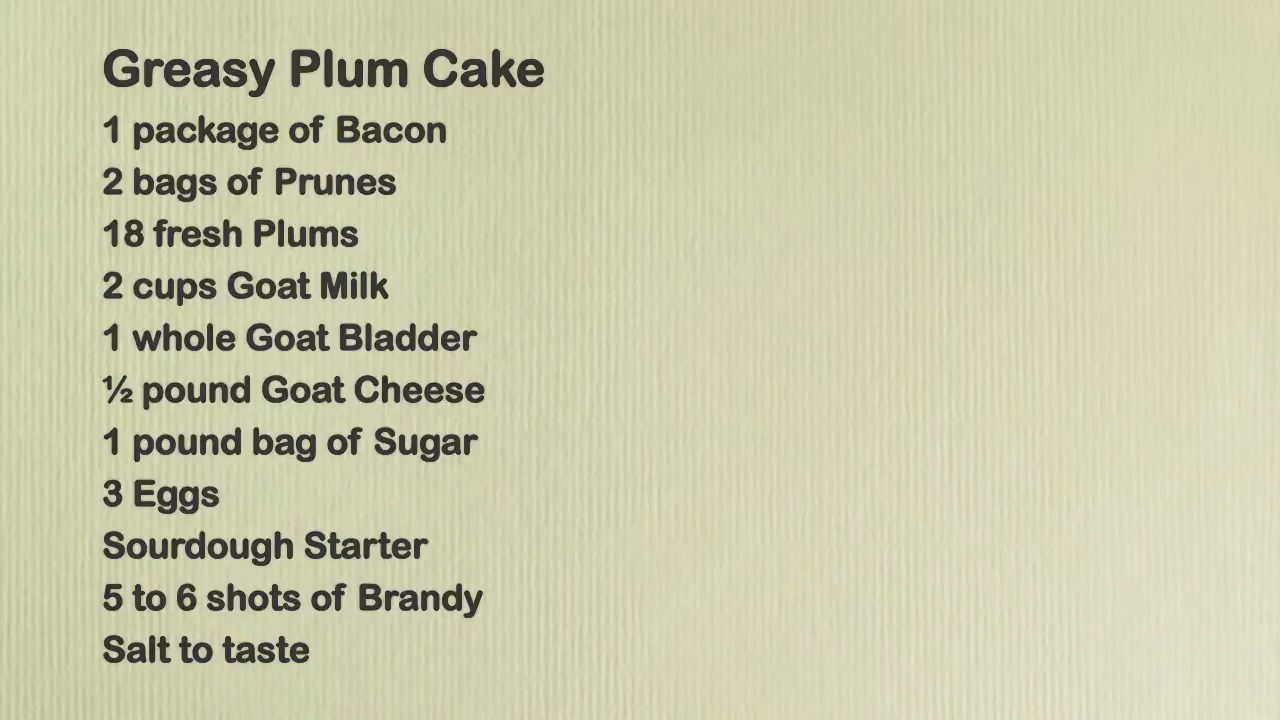 Greasy Plum Cake
1 package of Bacon
2 bags of Prunes
18 fresh Plums
2 cups Goat Milk
1 whole Goat Bladder
½ pound Goat Cheese
1 pound bag of Sugar
3 Eggs
Sourdough Starter
5 to 6 shots of Brandy
Salt to taste